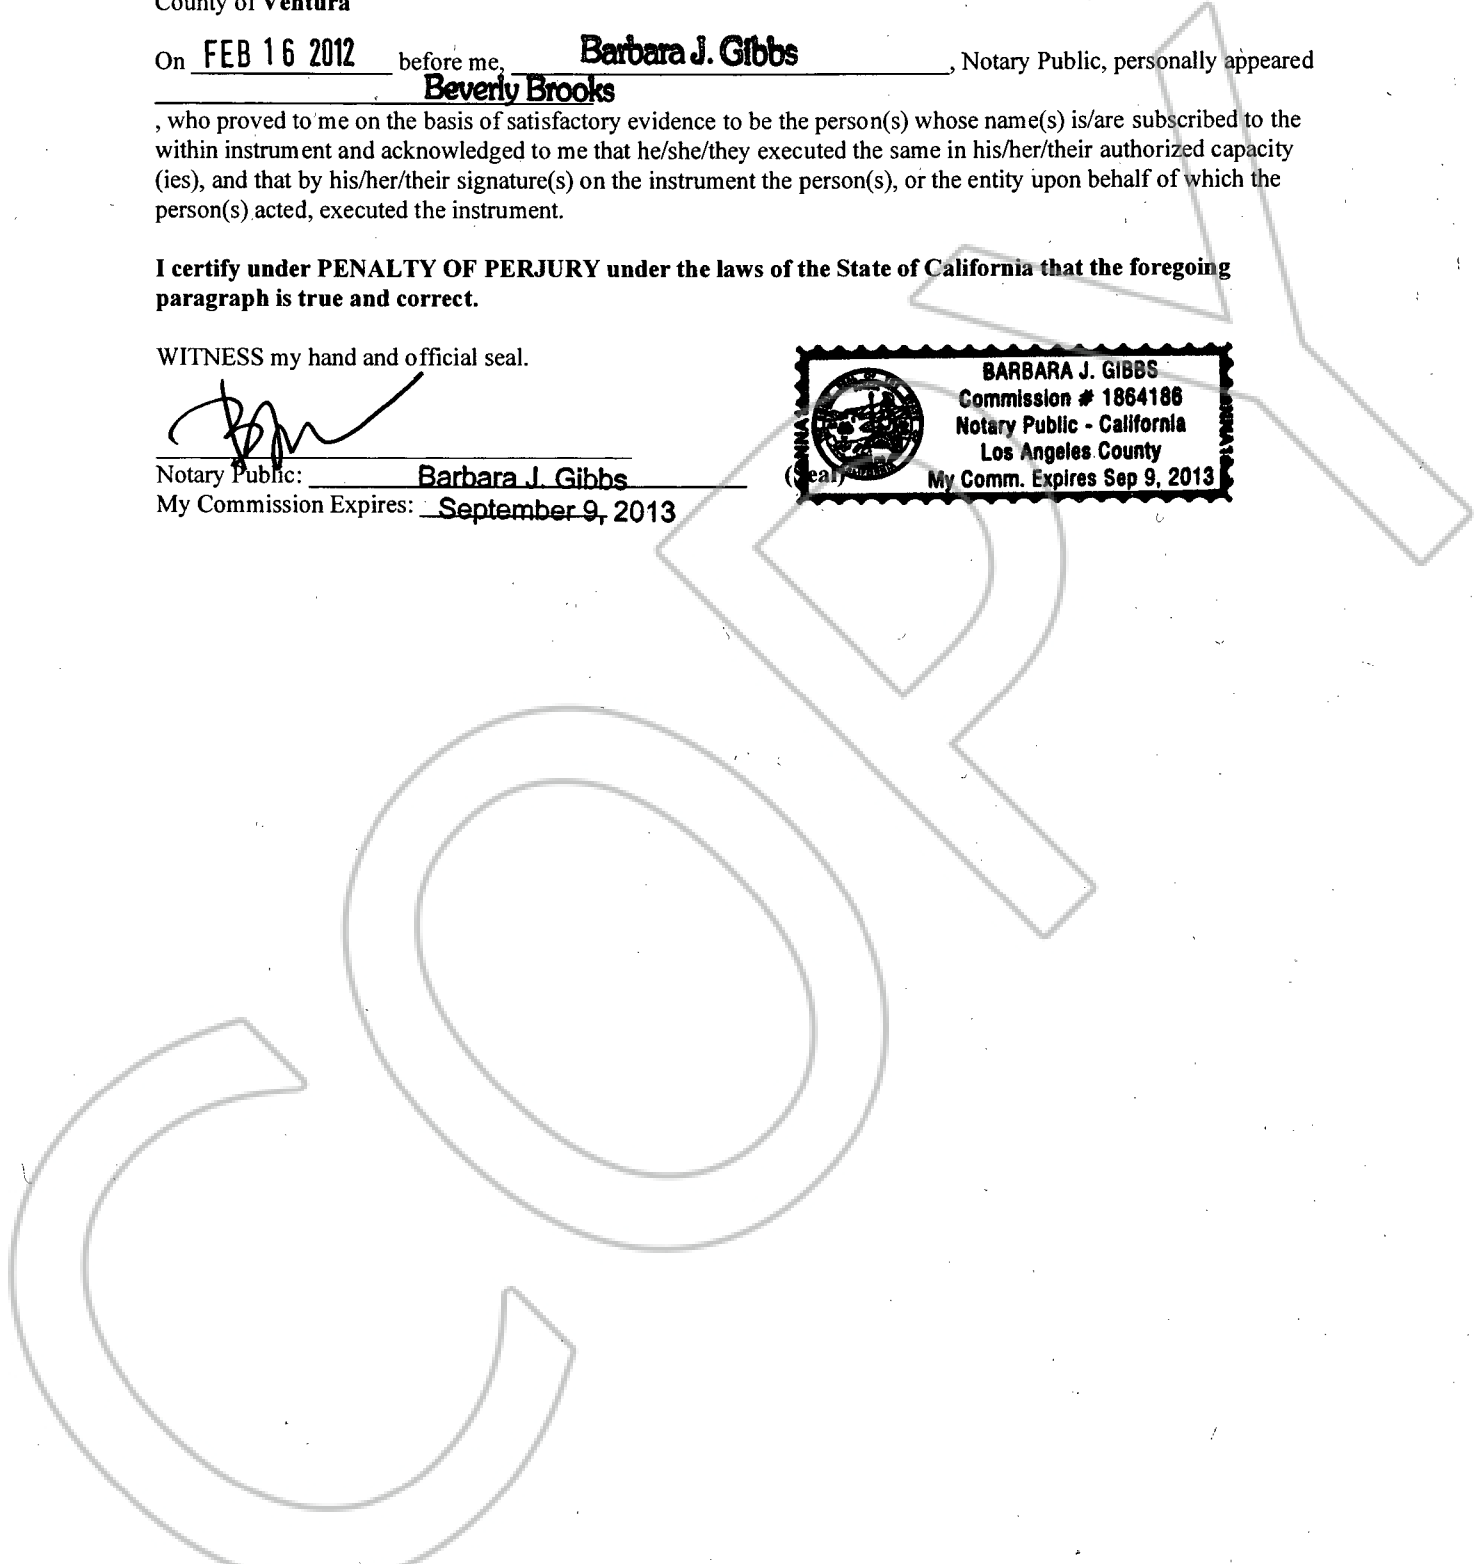 County of Ventura
On FEB 16 2012 before me, Barbara J. Gibbs, Notary Public, personally appeared
Beverly Brooks
, who proved to me on the basis of satisfactory evidence to be the person(s) whose name(s) is/are subscribed to the
within instrument and acknowledged to me that he/she/they executed the same in his/her/their authorized capacity
(ies), and that by his/her/their signature(s) on the instrument the person(s), or the entity upon behalf of which the
person(s) acted, executed the instrument.
I certify under PENALTY OF PERJURY under the laws of the State of California that the foregoing
paragraph is true and correct.
WITNESS my hand and official seal.
Notary Public: Barbara J. Gibbs
My Commission Expires: September 9, 2013
(Seal)
BARBARA J. GIBBS
Commission # 1864186
Notary Public - California
Los Angeles County
My Comm. Expires Sep 9, 2013
COPY